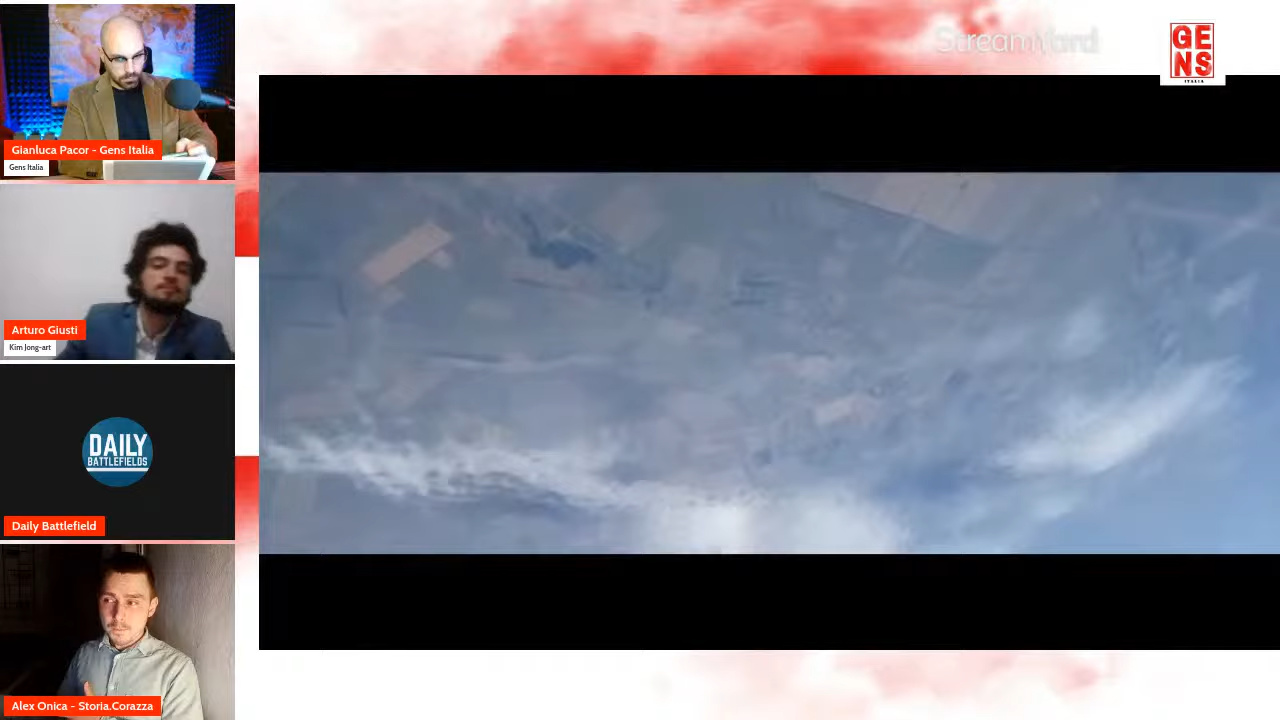 Gianluca Pacor - Gens Italia
Gens Italia
Arturo Giusti
Kim Jong-art
DAILY
BATTLEFIELDS
Daily Battlefield
Alex Onica - Storia.Corazza
StreamYard
GE
NS
ITALIA